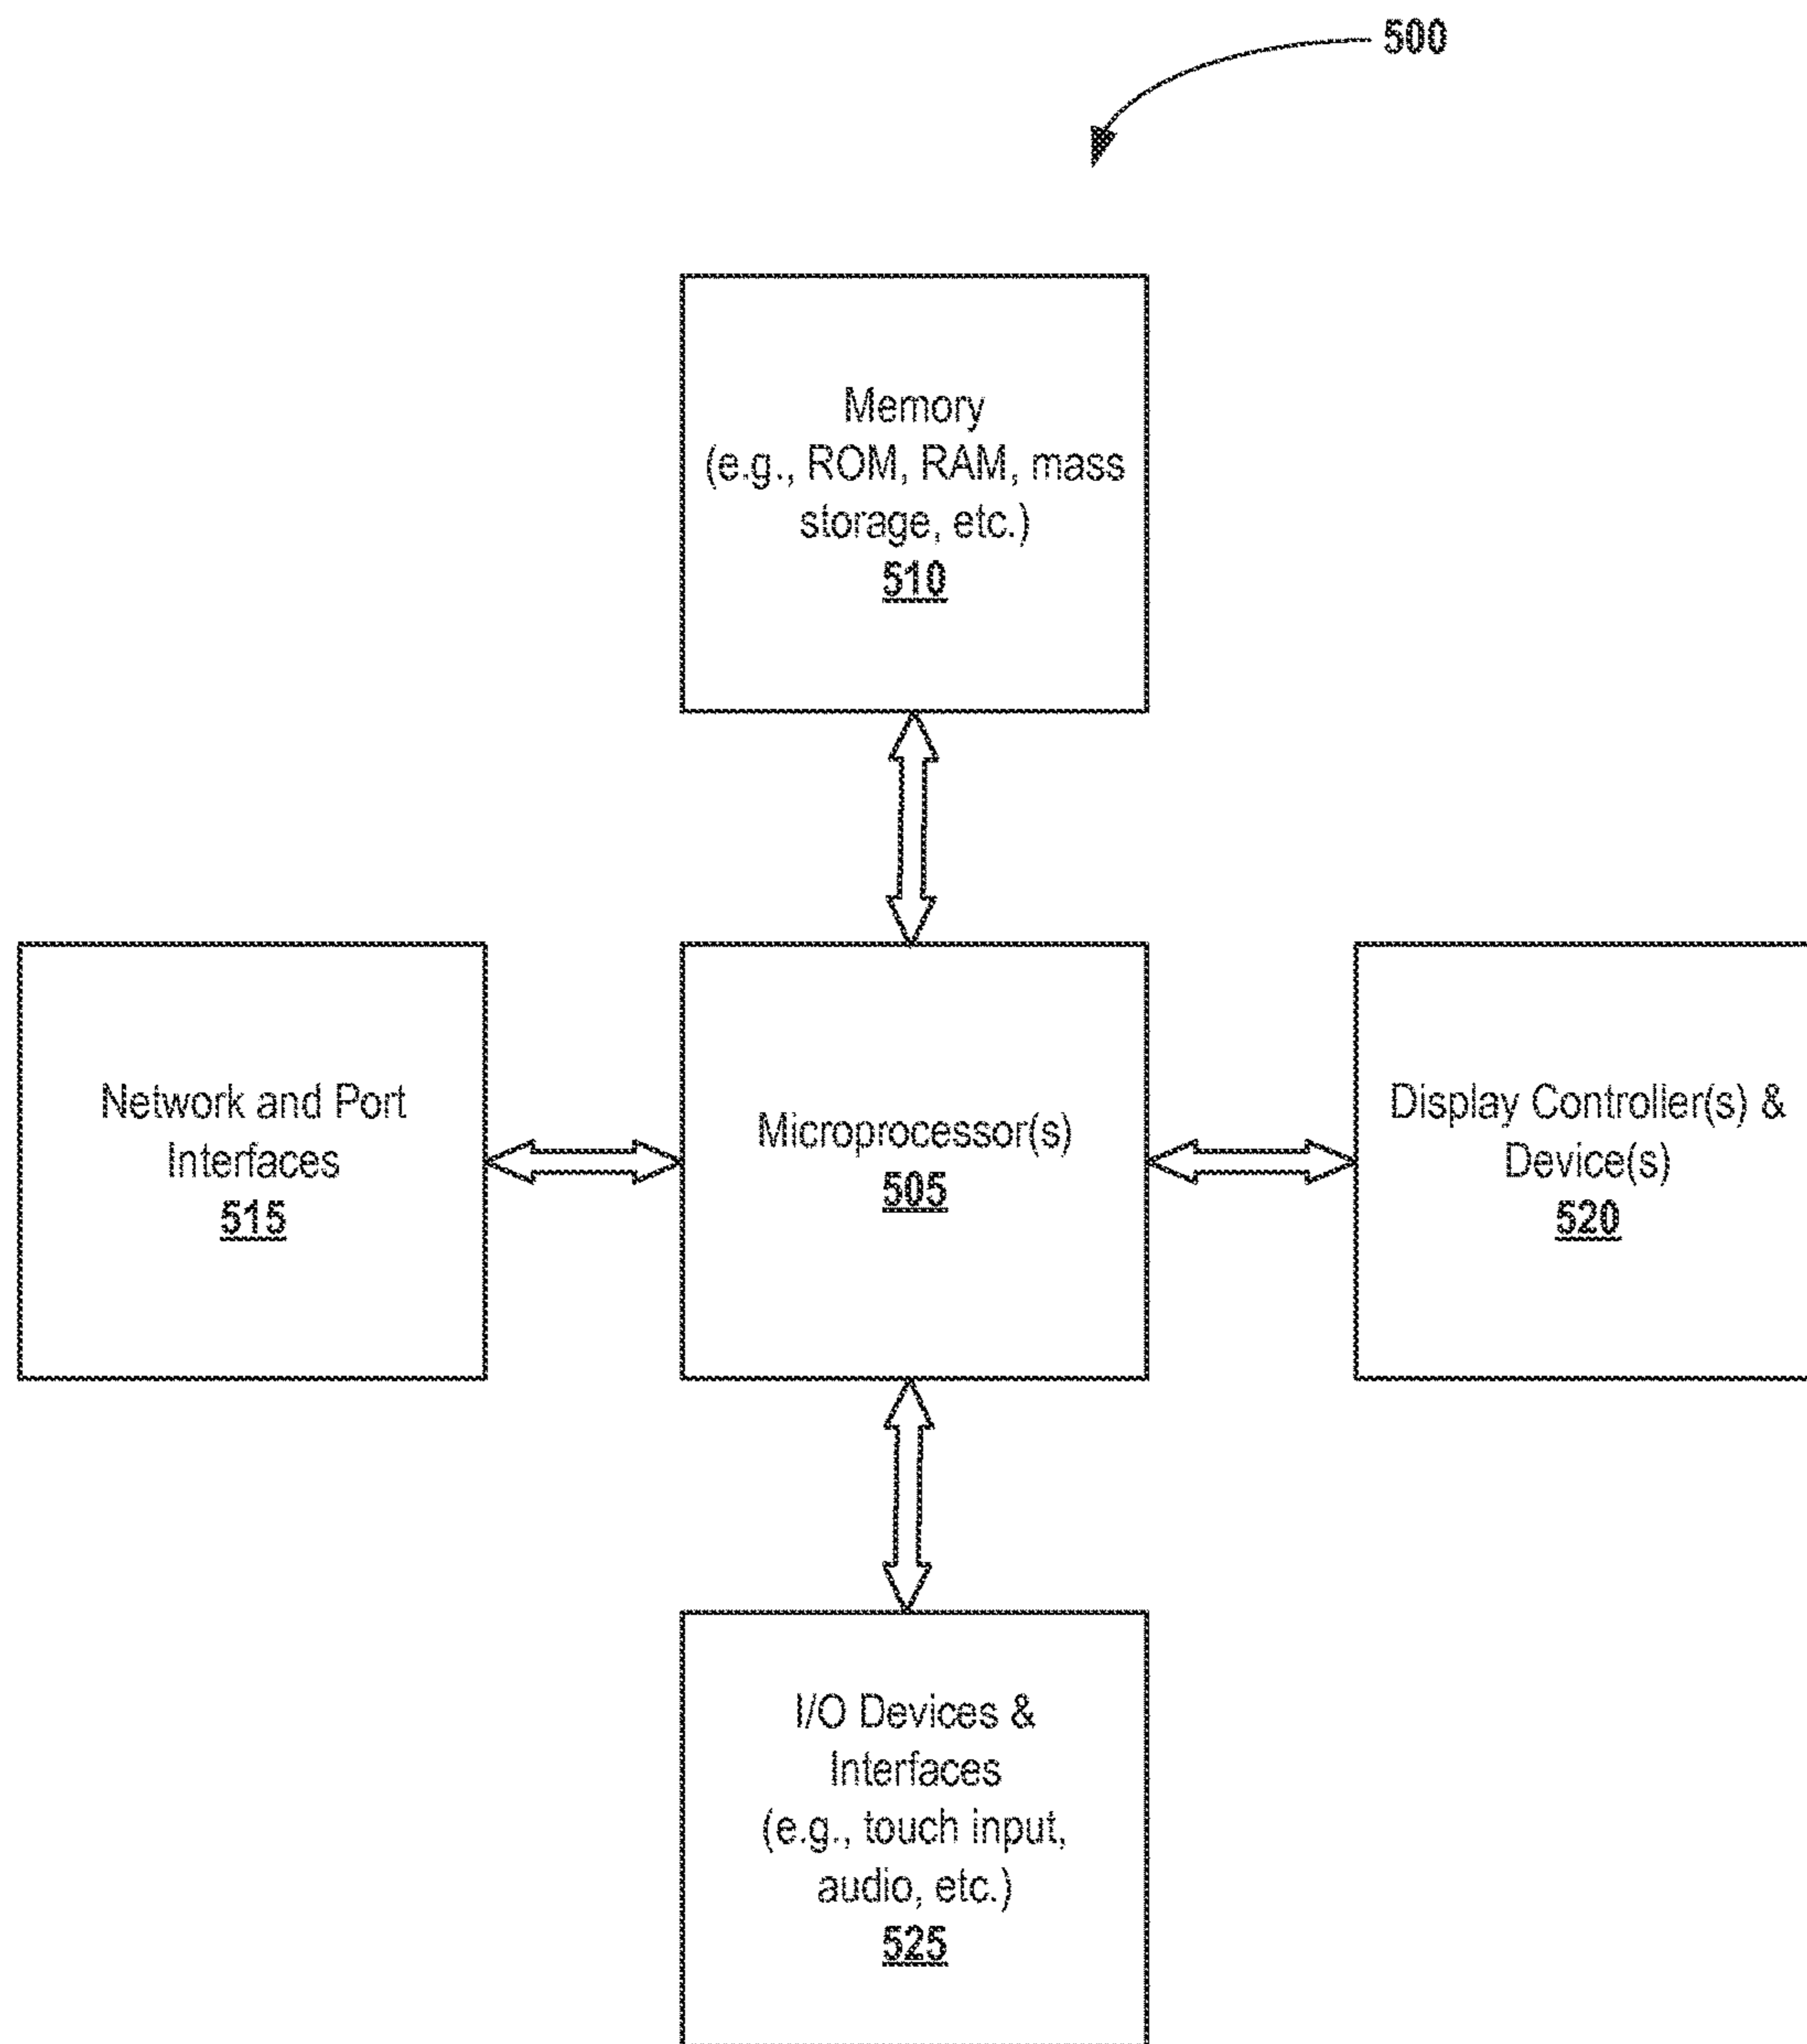 500
Memory
(e.g., ROM, RAM, mass
storage, etc.)
510
Network and Port
Interfaces
515
Microprocessor(s)
505
Display Controller(s) &
Device(s)
520
I/O Devices &
Interfaces
(e.g., touch input,
audio, etc.)
525